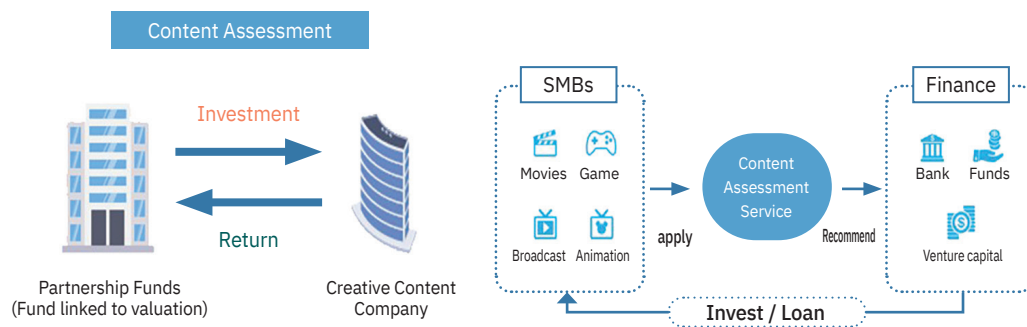 Content Assessment
Investment
Return
Partnership Funds
(Fund linked to valuation)
Creative Content
Company
SMBs
Movies
Game
Broadcast
Animation
apply
Content
Assessment
Service
Recommend
Finance
Bank
Funds
Venture capital
Invest / Loan